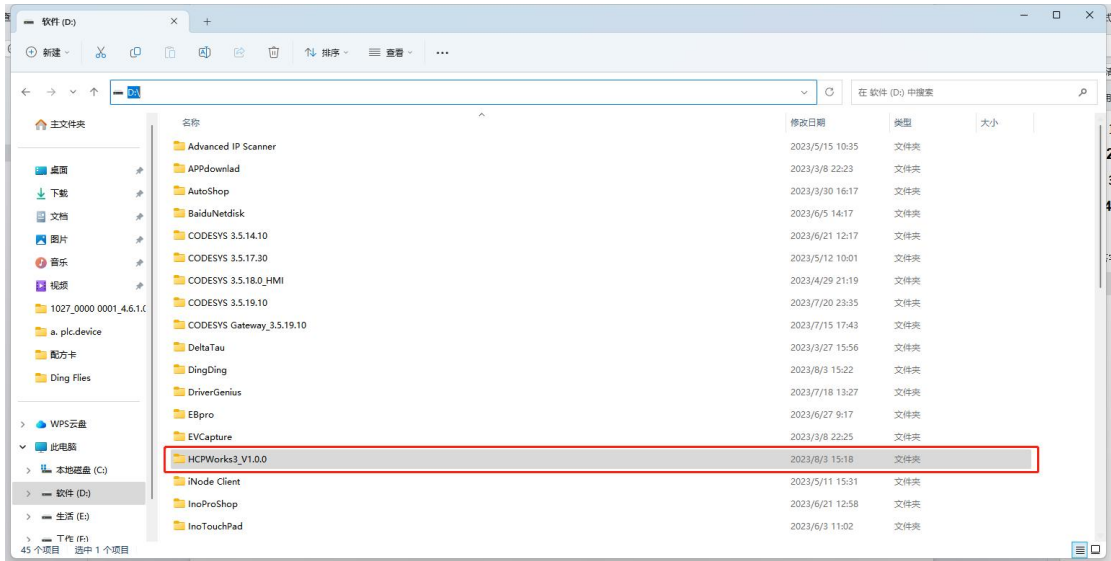 软件 (D:)
新建
排序
查看
D:\
在 软件 (D:) 中搜索
主文件夹
桌面
下载
文档
图片
音乐
视频
1027_0000 0001_4.6.1.0
a. plc.device
配方卡
Ding Flies
WPS云盘
此电脑
本地磁盘 (C:)
软件 (D:)
生活 (E:)
工作 (F:)
名称 修改日期 类型 大小
Advanced IP Scanner 2023/5/15 10:35 文件夹
APPdownlad 2023/3/8 22:23 文件夹
AutoShop 2023/3/30 16:17 文件夹
BaiduNetdisk 2023/6/5 14:17 文件夹
CODESYS 3.5.14.10 2023/6/21 12:17 文件夹
CODESYS 3.5.17.30 2023/5/12 10:01 文件夹
CODESYS 3.5.18.0_HMI 2023/4/29 21:19 文件夹
CODESYS 3.5.19.10 2023/7/20 23:35 文件夹
CODESYS Gateway_3.5.19.10 2023/7/15 17:43 文件夹
DeltaTau 2023/3/27 15:56 文件夹
DingDing 2023/8/3 15:22 文件夹
DriverGenius 2023/7/18 13:27 文件夹
EBpro 2023/6/27 9:17 文件夹
EVCapture 2023/3/8 22:25 文件夹
HCPWorks3_V1.0.0 2023/8/3 15:18 文件夹
iNode Client 2023/5/11 15:31 文件夹
InoProShop 2023/6/21 12:58 文件夹
InoTouchPad 2023/6/3 11:02 文件夹
45 个项目 选中 1 个项目